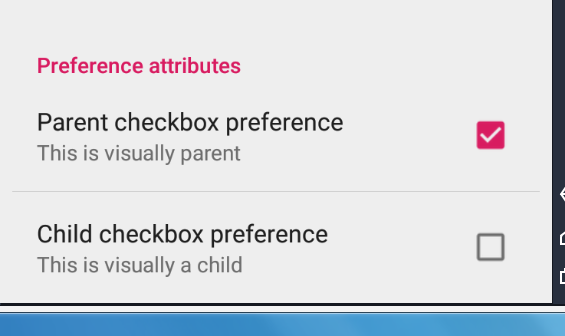 Preference attributes
Parent checkbox preference
This is visually parent
Child checkbox preference
This is visually a child